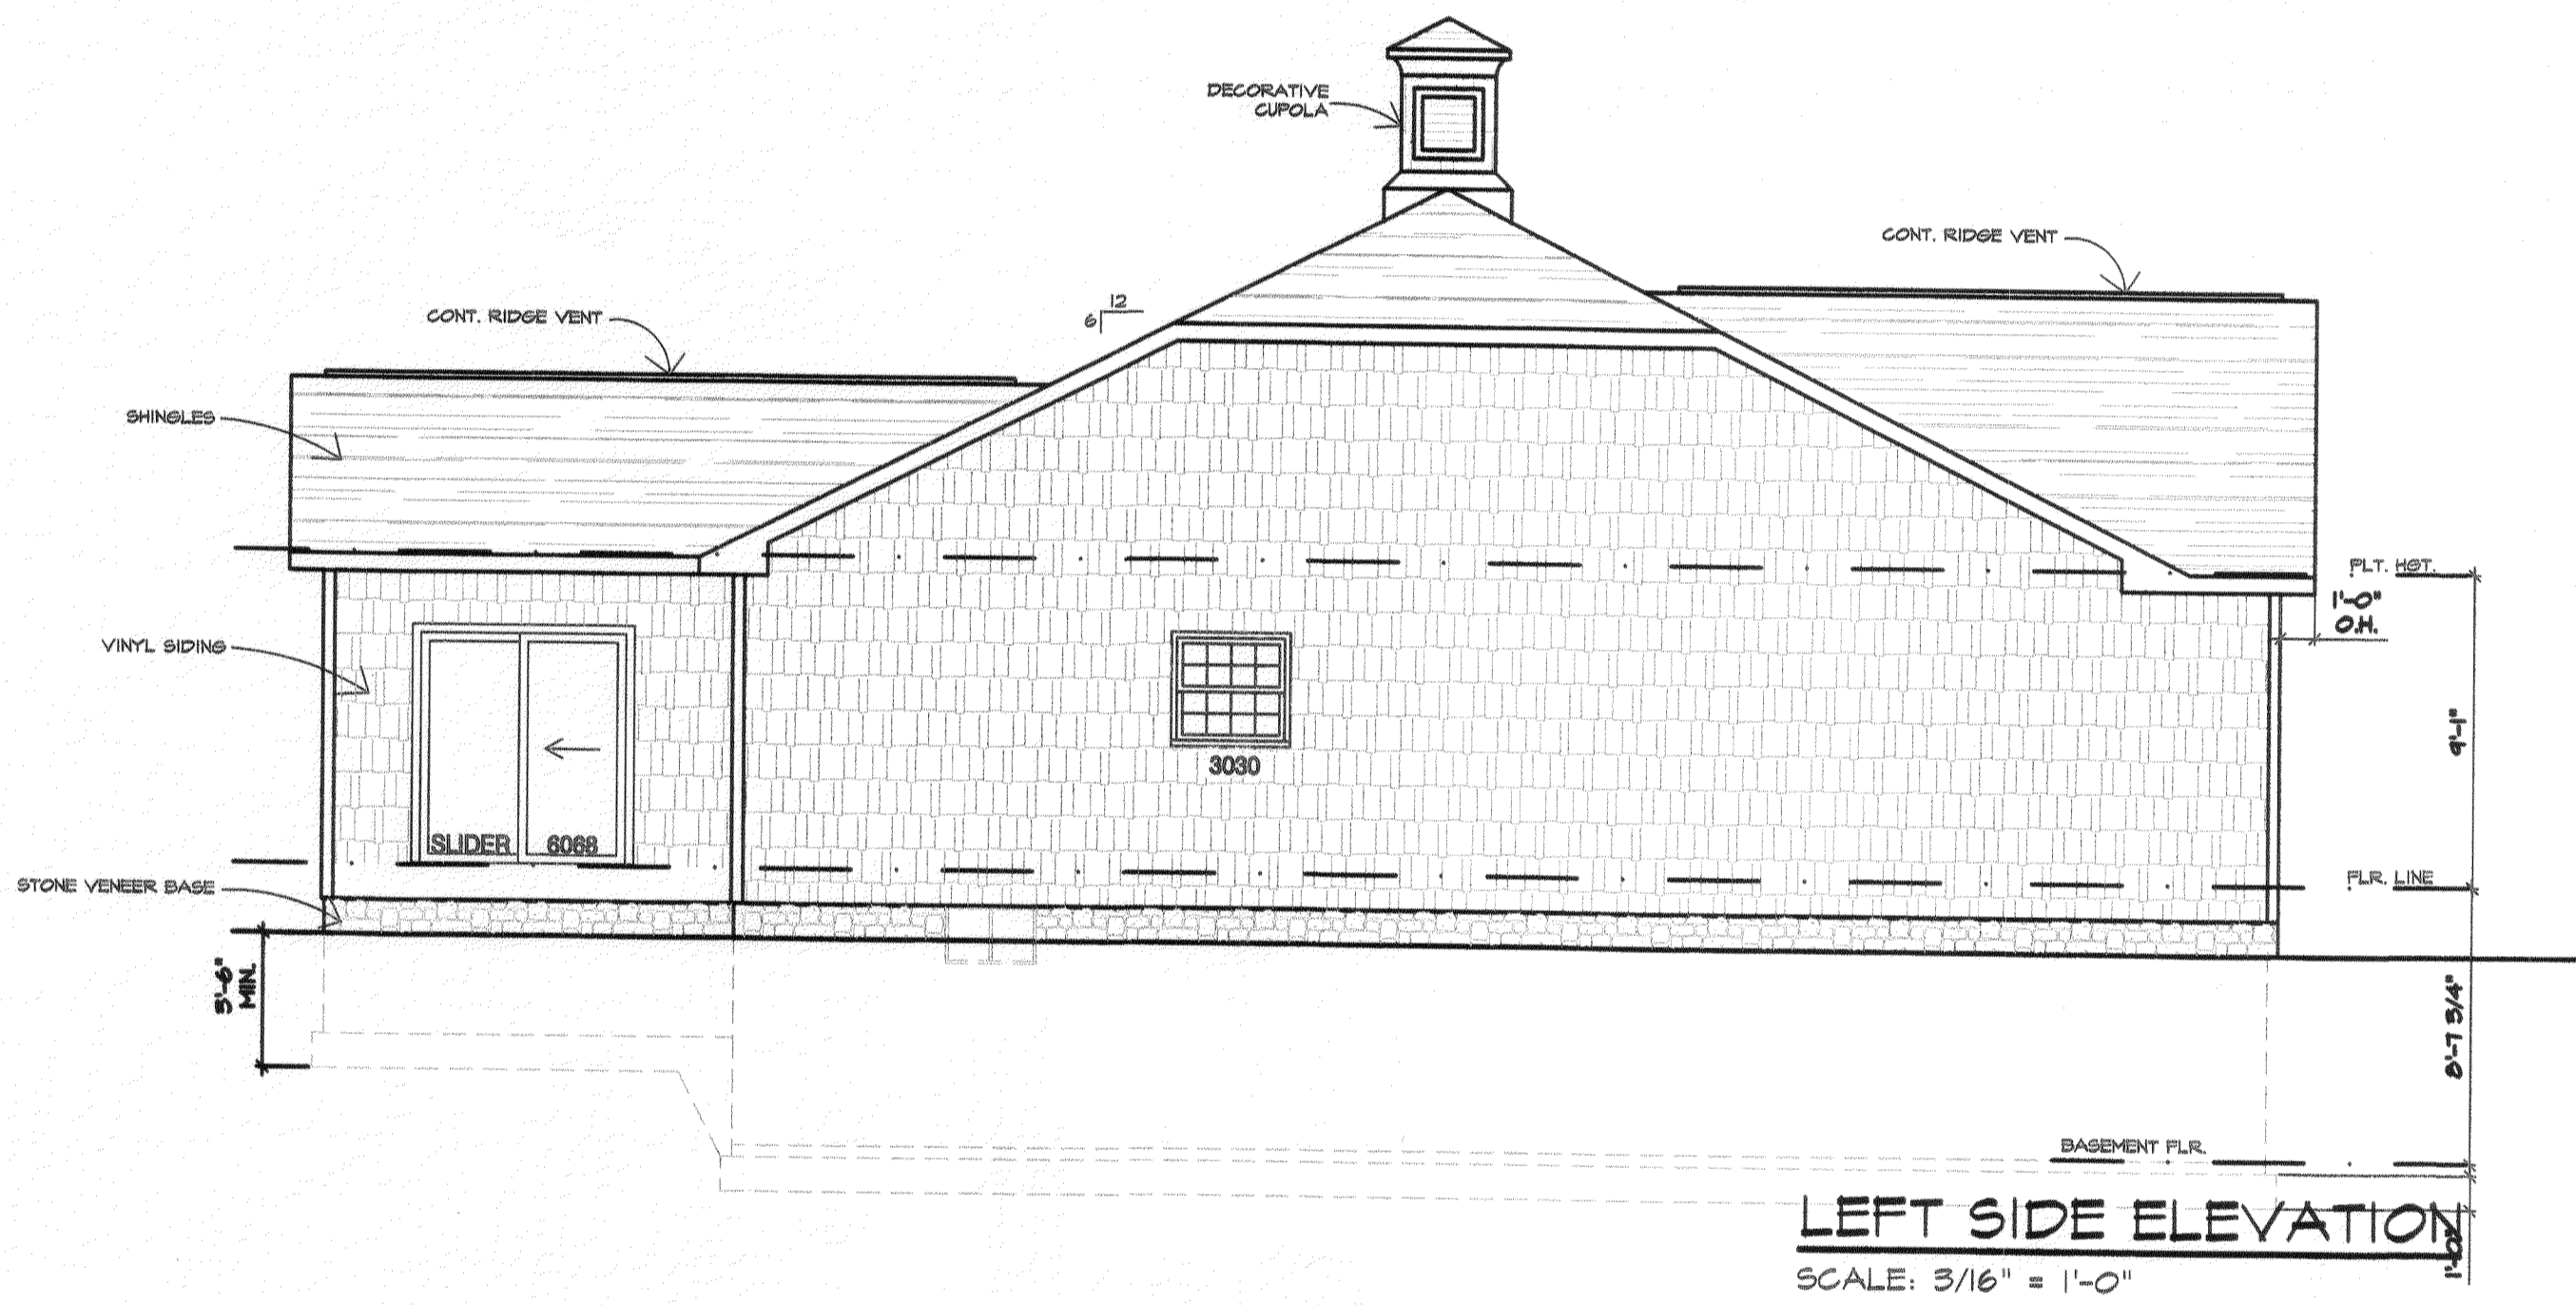 DECORATIVE
CUPOLA
CONT. RIDGE VENT
CONT. RIDGE VENT
12
6
SHINGLES
PLT. HGT.
1'-0"
O.H.
VINYL SIDING
9'-1"
3030
SLIDER 6068
FLR. LINE
STONE VENEER BASE
3'-6"
MIN.
8'-7 3/4"
BASEMENT FLR.
LEFT SIDE ELEVATION
SCALE: 3/16" = 1'-0"